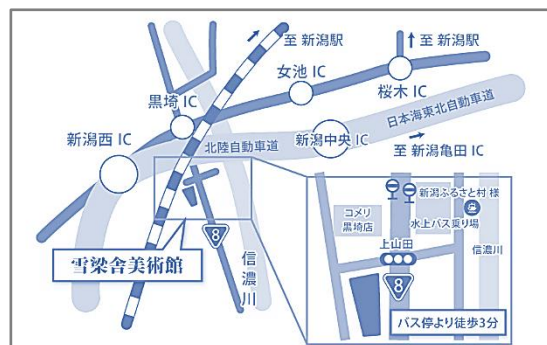 至 新潟駅
至 新潟駅
女池 IC
桜木 IC
黒埼 IC
日本海東北自動車道
新潟西 IC
北陸自動車道
新潟中央 IC
至 新潟亀田 IC
雪梁舎美術館
8
信濃川
新潟ふるさと村 様
コメリ
黒埼店
水上バス乗り場
上山田
信濃川
8
バス停より徒歩3分